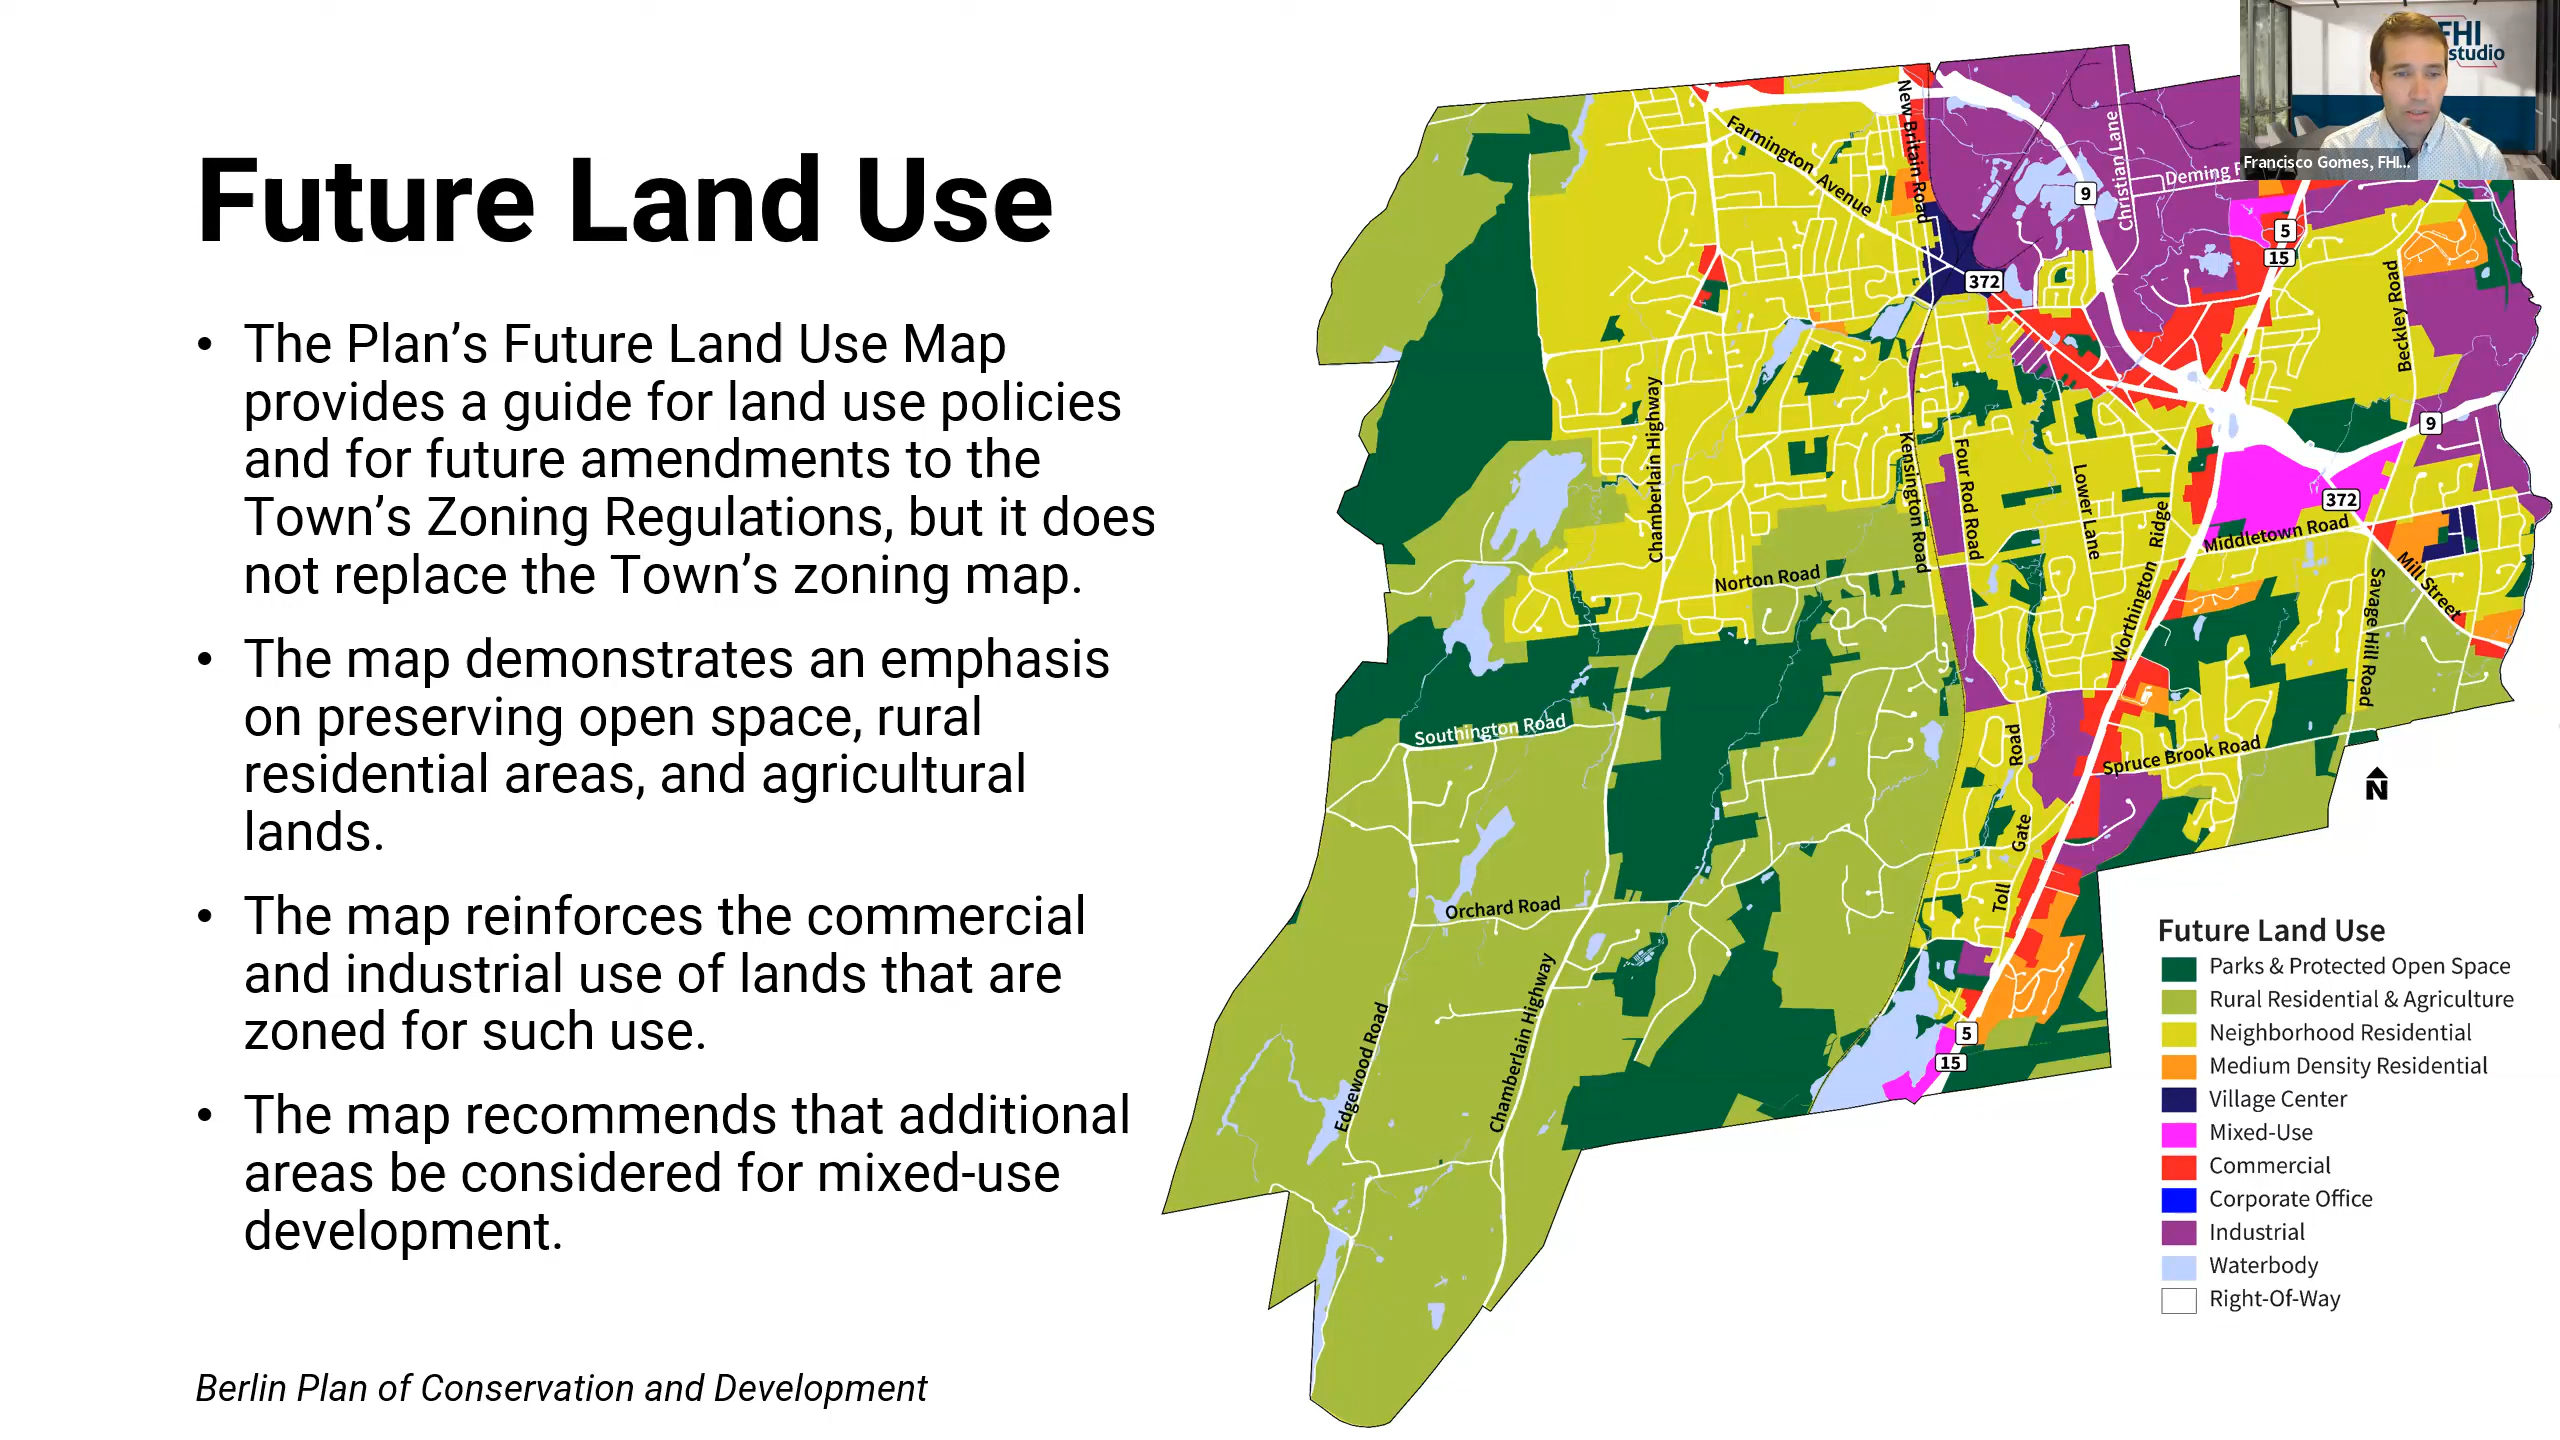 Future Land Use
• The Plan’s Future Land Use Map
provides a guide for land use policies
and for future amendments to the
Town’s Zoning Regulations, but it does
not replace the Town’s zoning map.
• The map demonstrates an emphasis
on preserving open space, rural
residential areas, and agricultural
lands.
• The map reinforces the commercial
and industrial use of lands that are
zoned for such use.
• The map recommends that additional
areas be considered for mixed-use
development.
Berlin Plan of Conservation and Development
FHI
studio
Francisco Gomes, FHI...
New Britain Road
Farmington Avenue
Christian Lane
Deming
9
5
15
372
Beckley Road
Chamberlain Highway
Kensington Road
Four Rod Road
Lower Lane
Worthington Ridge
9
372
Middletown Road
Mill Street
Savage Hill Road
Norton Road
Southington Road
Spruce Brook Road
Toll Gate Road
Orchard Road
Edgewood Road
Chamberlain Highway
5
15
N
Future Land Use
Parks & Protected Open Space
Rural Residential & Agriculture
Neighborhood Residential
Medium Density Residential
Village Center
Mixed-Use
Commercial
Corporate Office
Industrial
Waterbody
Right-Of-Way